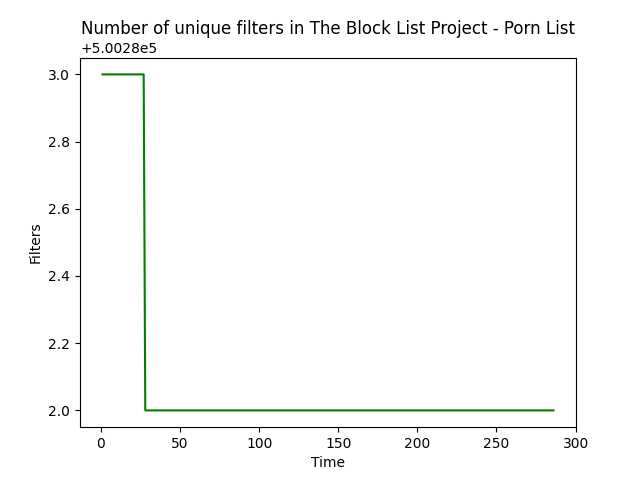 Number of unique filters in The Block List Project - Porn List
+5.0028e5
3.0
2.8
2.6
2.4
2.2
2.0
Filters
0 50 100 150 200 250 300
Time